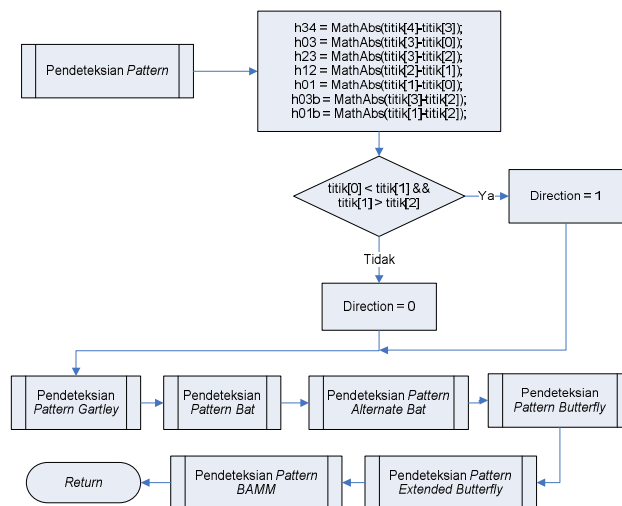 Pendeteksian Pattern
h34 = MathAbs(titik[4]-titik[3]);
h03 = MathAbs(titik[3]-titik[0]);
h23 = MathAbs(titik[3]-titik[2]);
h12 = MathAbs(titik[2]-titik[1]);
h01 = MathAbs(titik[1]-titik[0]);
h03b = MathAbs(titik[3]-titik[2]);
h01b = MathAbs(titik[1]-titik[2]);
titik[0] < titik[1] &&
titik[1] > titik[2]
Ya
Direction = 1
Tidak
Direction = 0
Pendeteksian
Pattern Gartley
Pendeteksian
Pattern Bat
Pendeteksian Pattern
Alternate Bat
Pendeteksian
Pattern Butterfly
Pendeteksian Pattern
Extended Butterfly
Pendeteksian Pattern
BAMM
Return